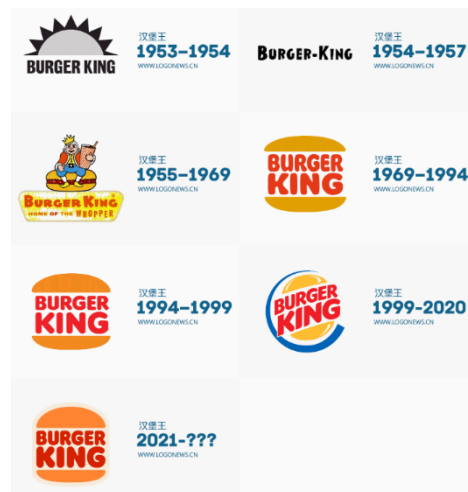 BURGER KING
汉堡王
1953–1954
WWW.LOGONEWS.CN
BURGER-KING
汉堡王
1954–1957
WWW.LOGONEWS.CN
BURGER KING
HOME OF THE WHOPPER
汉堡王
1955–1969
WWW.LOGONEWS.CN
BURGER
KING
汉堡王
1969–1994
WWW.LOGONEWS.CN
BURGER
KING
汉堡王
1994–1999
WWW.LOGONEWS.CN
BURGER
KING
汉堡王
1999-2020
WWW.LOGONEWS.CN
BURGER
KING
汉堡王
2021-???
WWW.LOGONEWS.CN